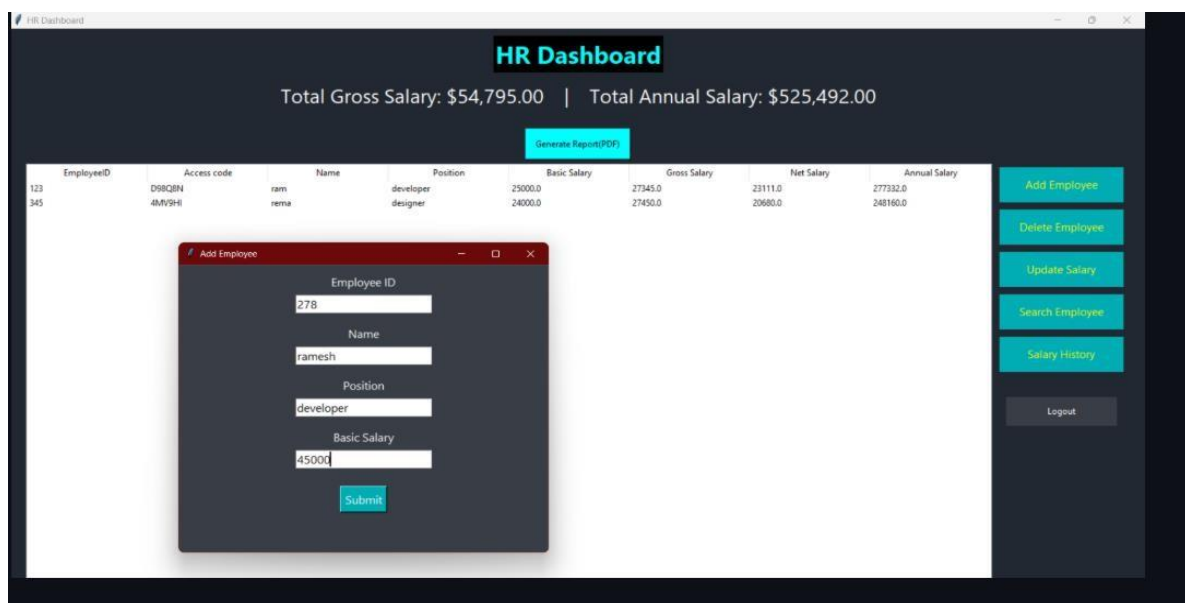 HR Dashboard
HR Dashboard
Total Gross Salary: $54,795.00 | Total Annual Salary: $525,492.00
Generate Report(PDF)
EmployeeID Access code Name Position Basic Salary Gross Salary Net Salary Annual Salary
123 D98Q8N ram developer 25000.0 27345.0 23111.0 277332.0
345 4MV9HI rema designer 24000.0 27450.0 20680.0 248160.0
Add Employee
Delete Employee
Update Salary
Search Employee
Salary History
Logout
Add Employee
Employee ID
278
Name
ramesh
Position
developer
Basic Salary
45000
Submit